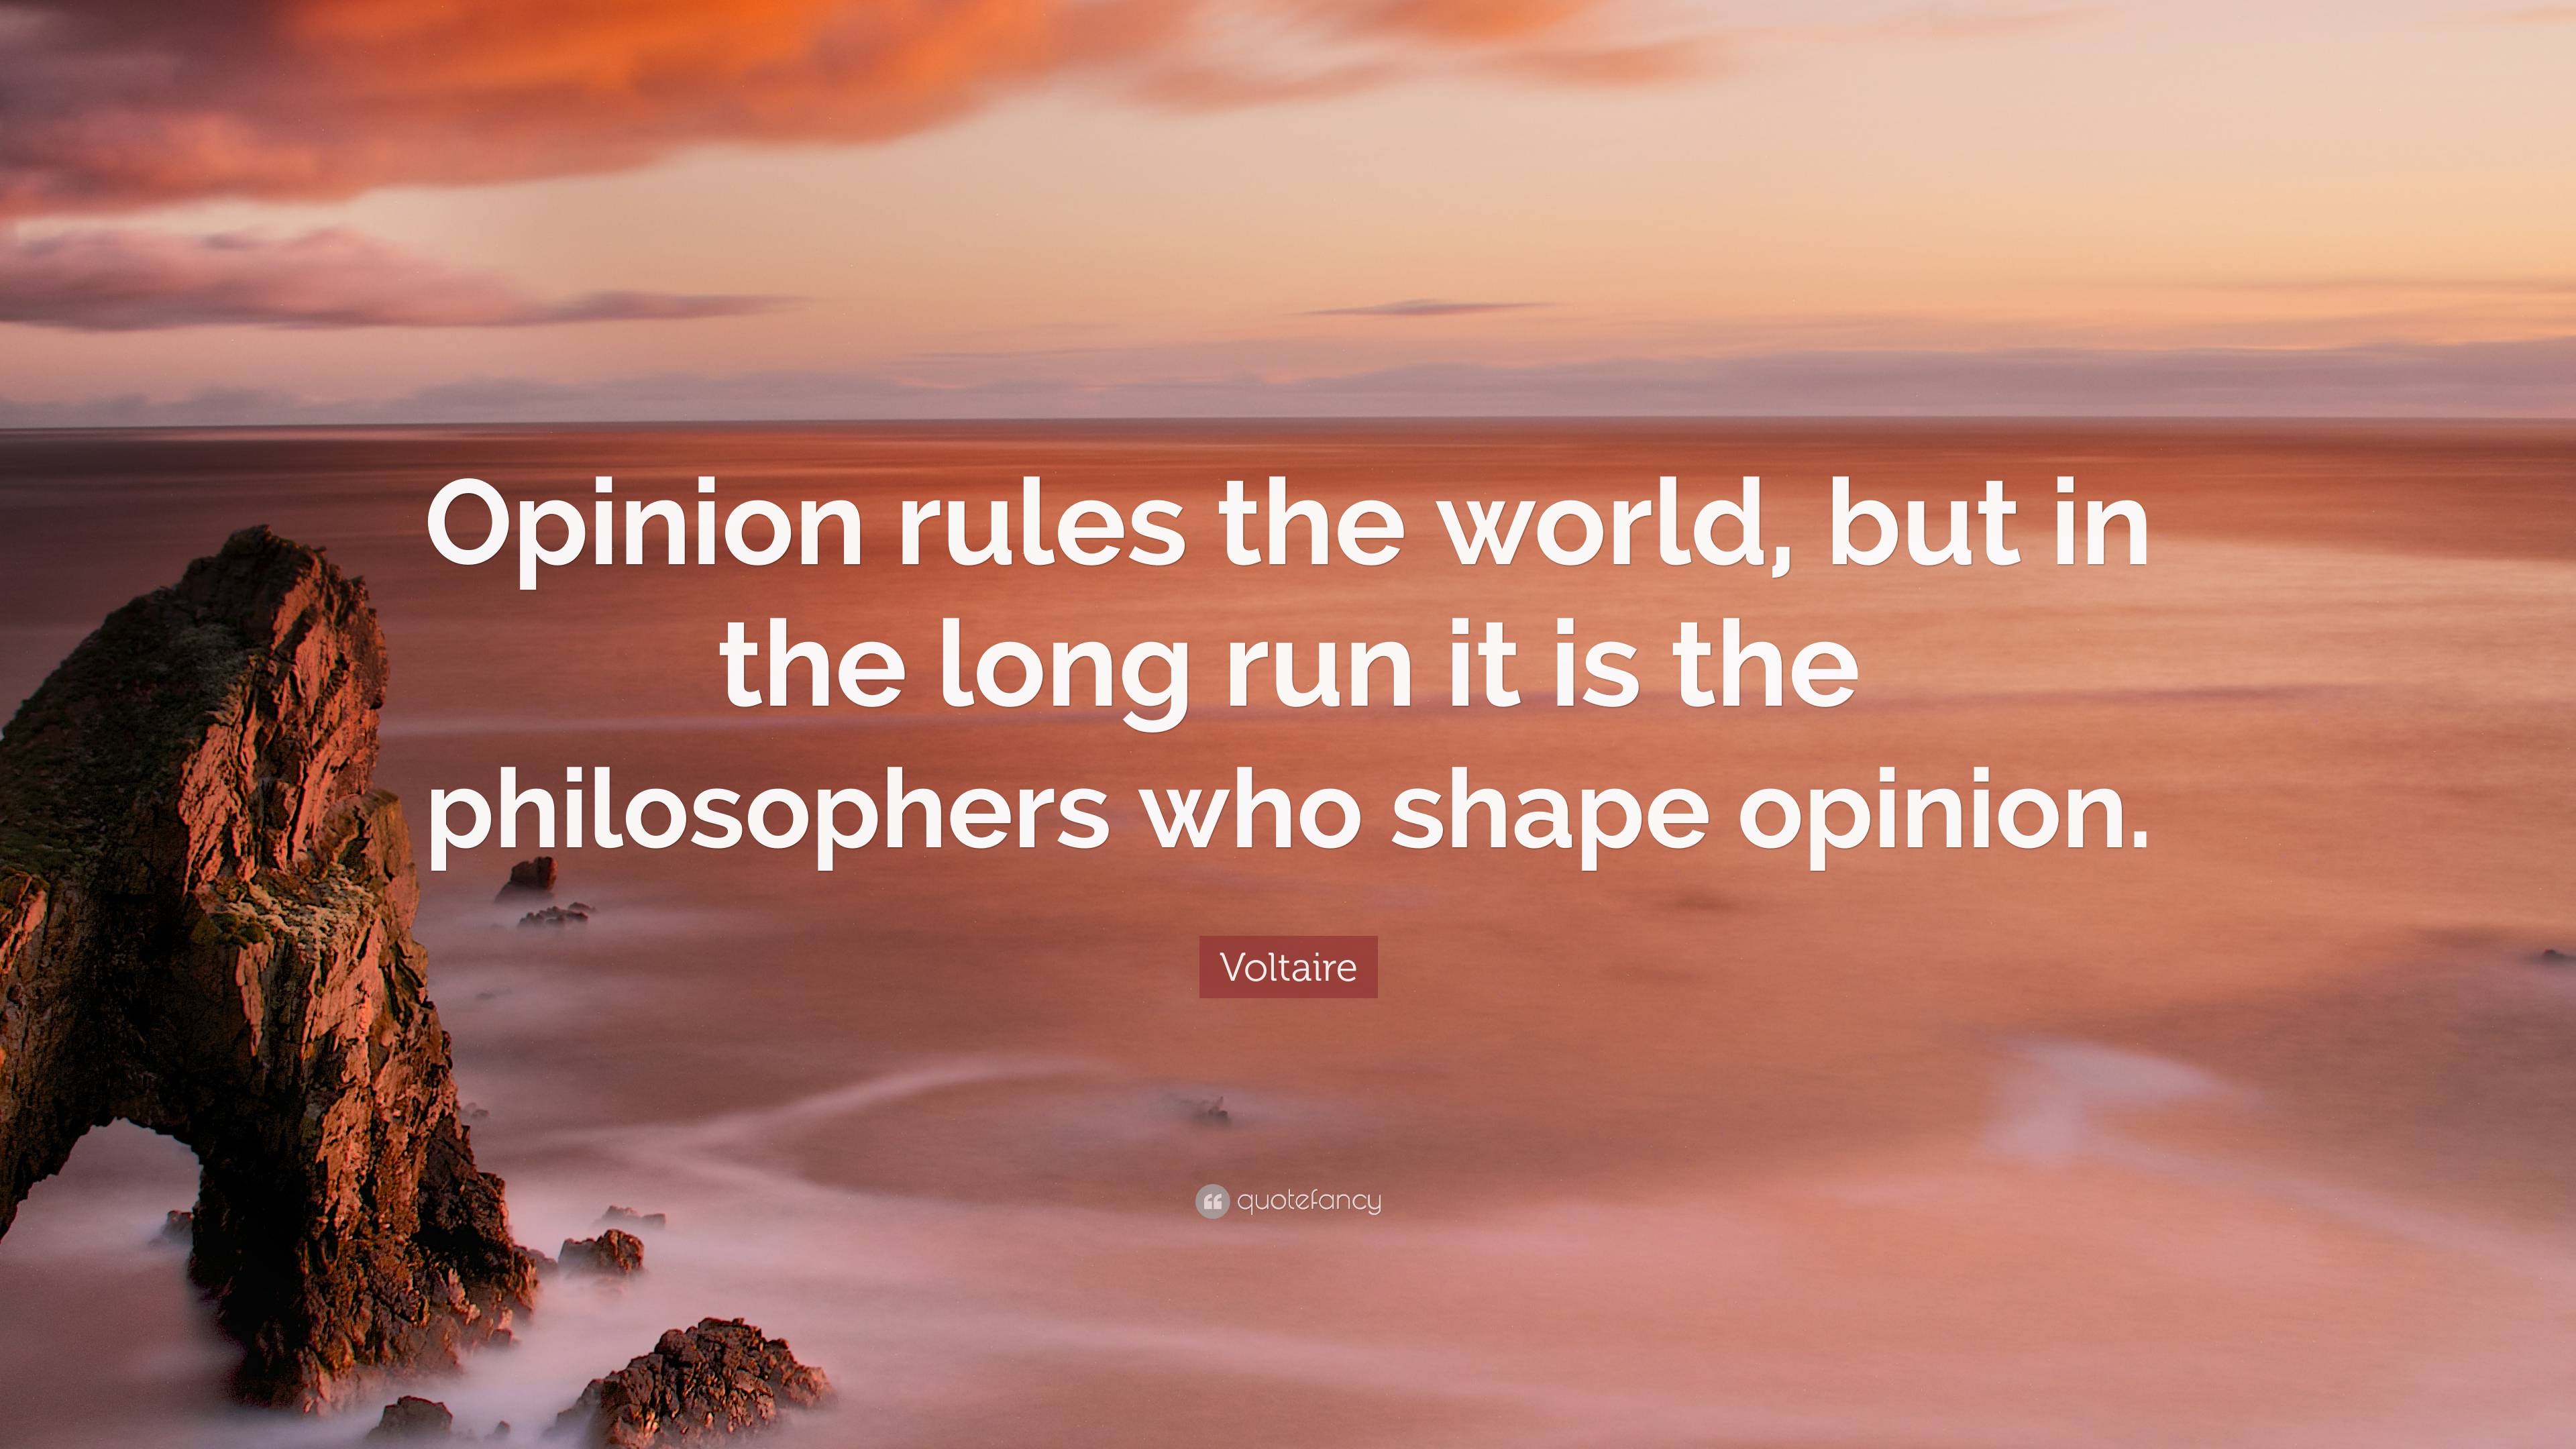 Opinion rules the world, but in
the long run it is the
philosophers who shape opinion.
Voltaire
quotefancy